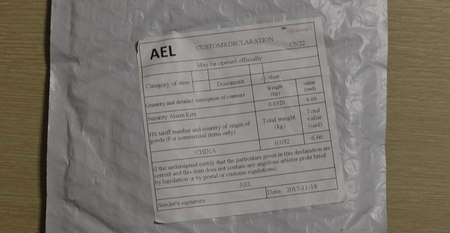 AEL CUSTOMS DECLARATION CN22
May be opened officially
Category of item Document Other
Quantity and detailed description of contents Weight (kg) value (usd)
Security Alarm Kits 0.0320 6.66
HS tariff number and country of origin of goods (For commercial items only) Total weight (kg) Total value (usd)
CHINA 0.032 6.66
I the undersigned certify that the particulars given in this declaration are
correct and this item does not contain any angerous articles prohi bited
by legislation or by postal or customs regulations)
AEL
Sender's signature Date: 2017-11-18